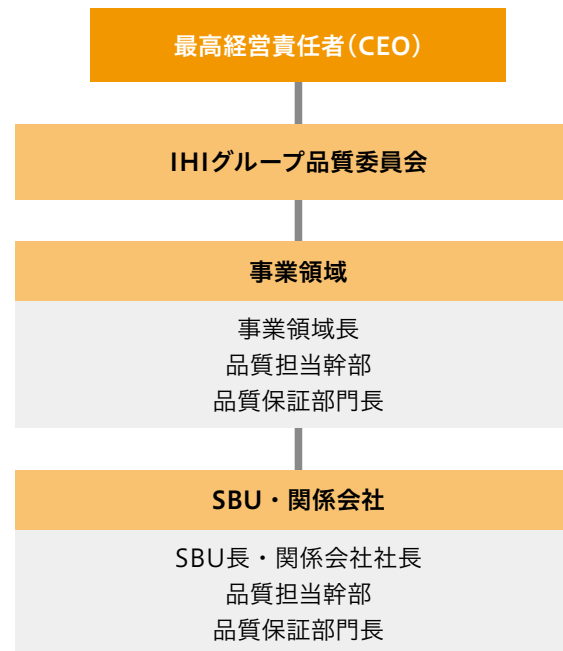 最高経営責任者（CEO）
IHIグループ品質委員会
事業領域
事業領域長
品質担当幹部
品質保証部門長
SBU・関係会社
SBU長・関係会社社長
品質担当幹部
品質保証部門長